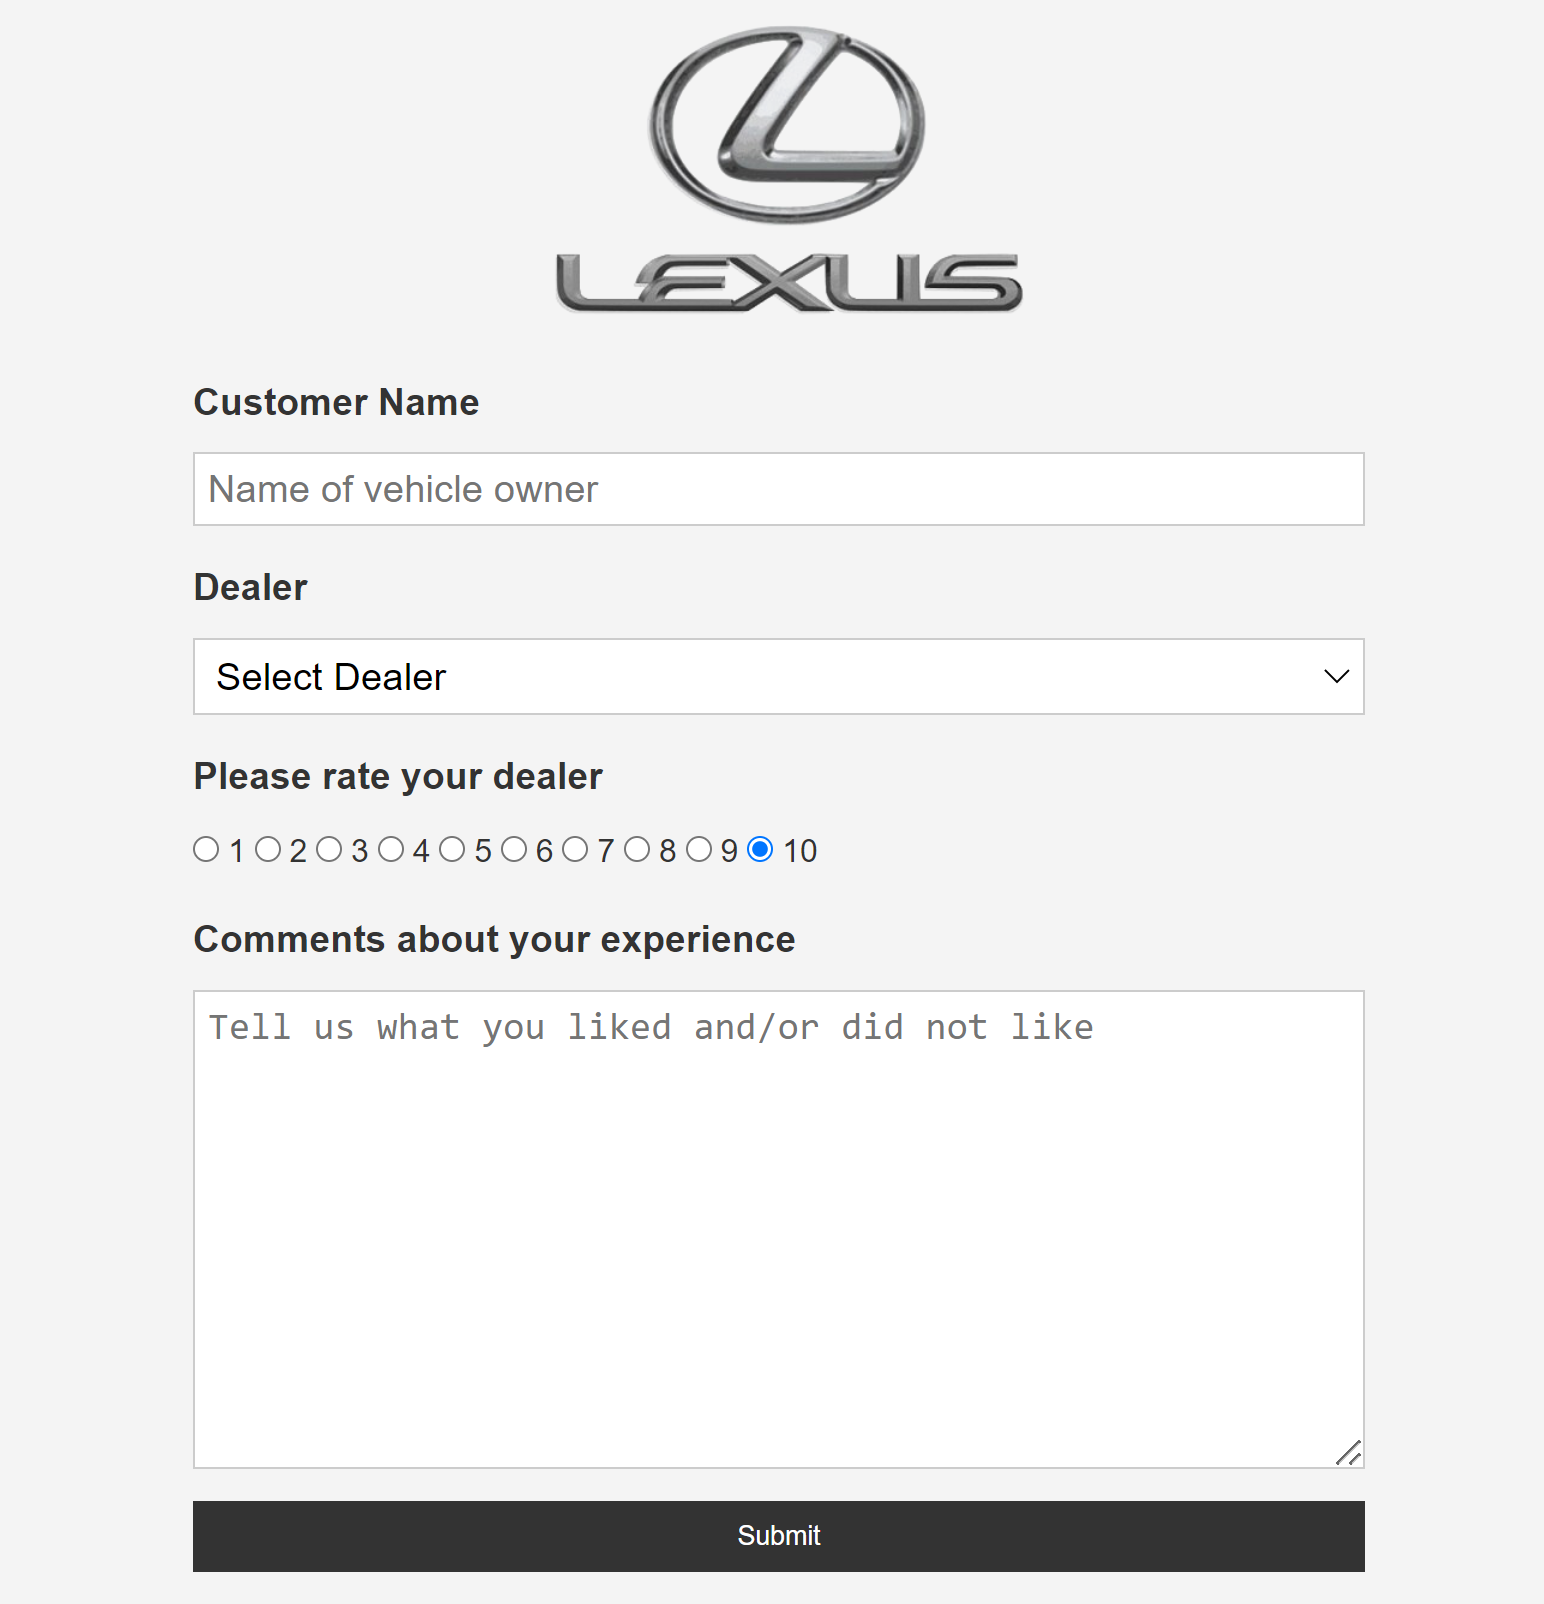 LEXUS
Customer Name
Name of vehicle owner
Dealer
Select Dealer
Please rate your dealer
1 2 3 4 5 6 7 8 9 10
Comments about your experience
Tell us what you liked and/or did not like
Submit